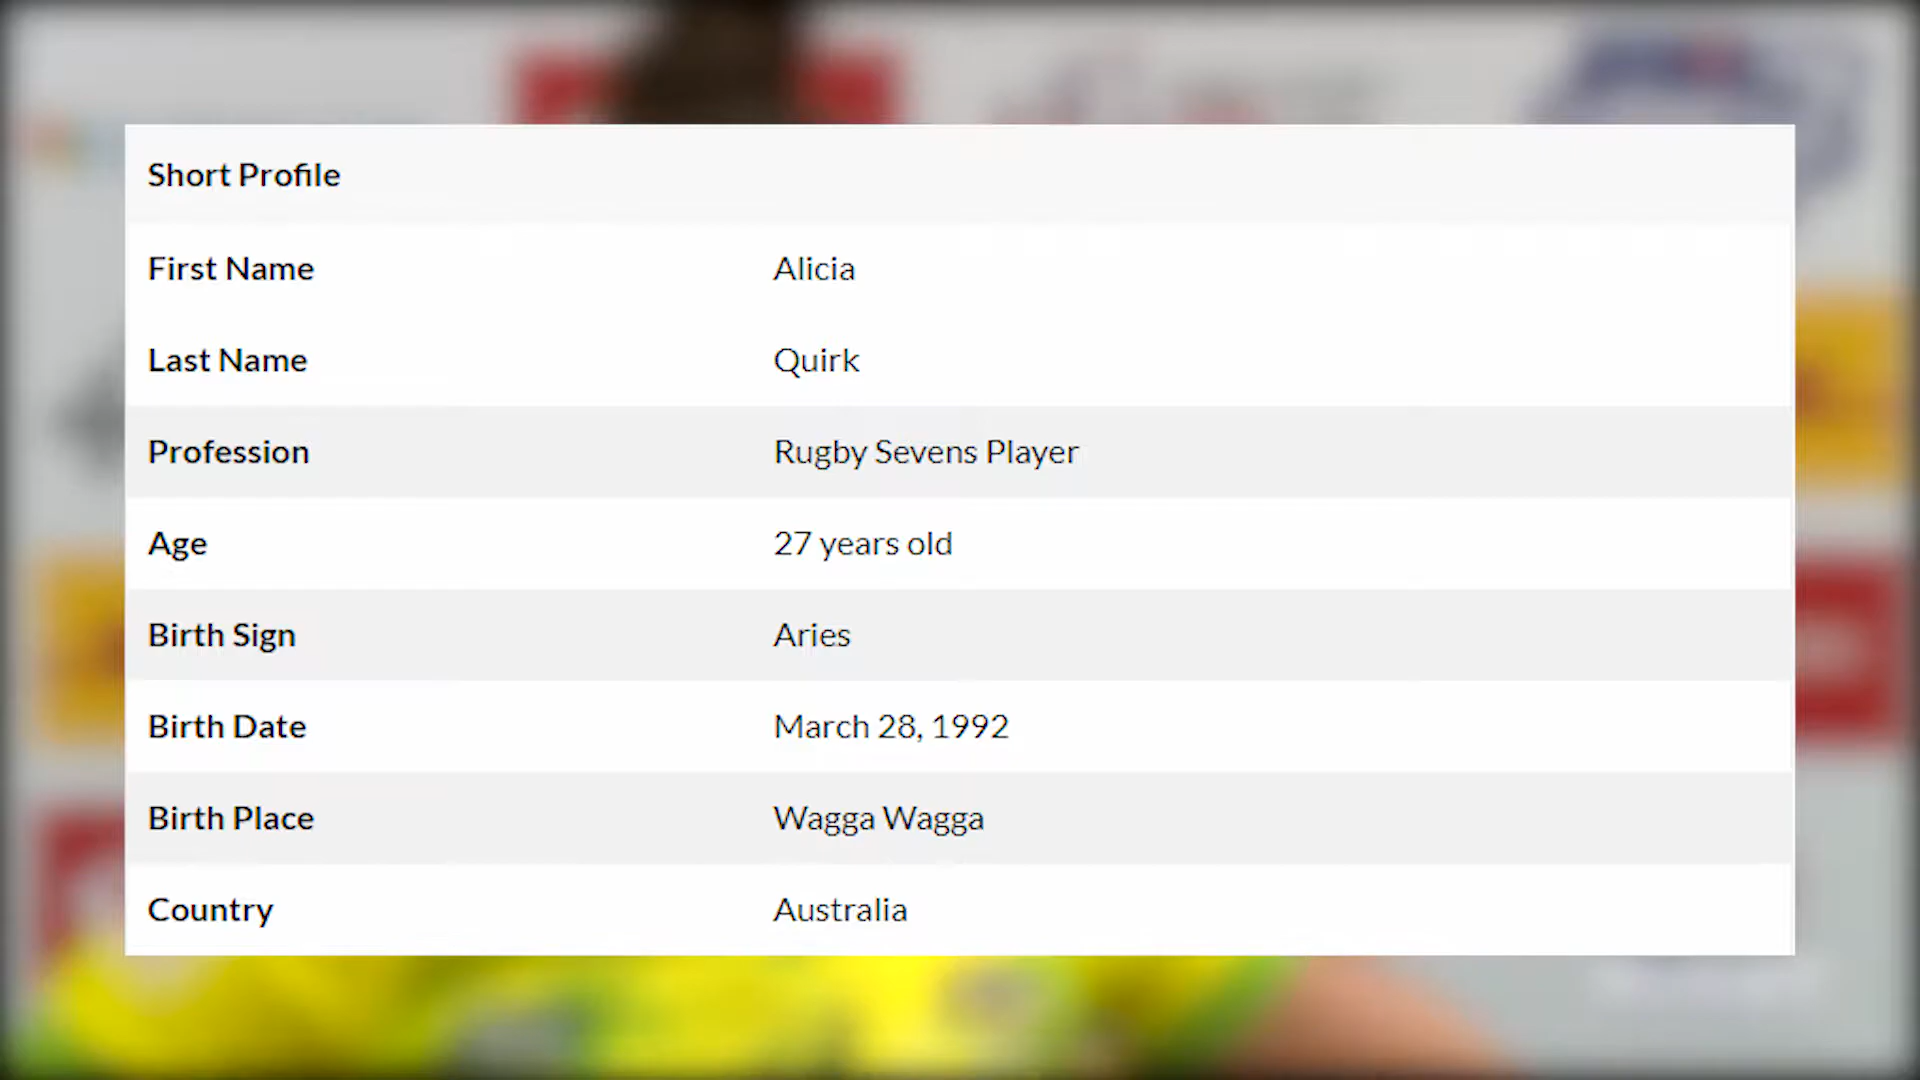 Short Profile
First Name Alicia
Last Name Quirk
Profession Rugby Sevens Player
Age 27 years old
Birth Sign Aries
Birth Date March 28, 1992
Birth Place Wagga Wagga
Country Australia